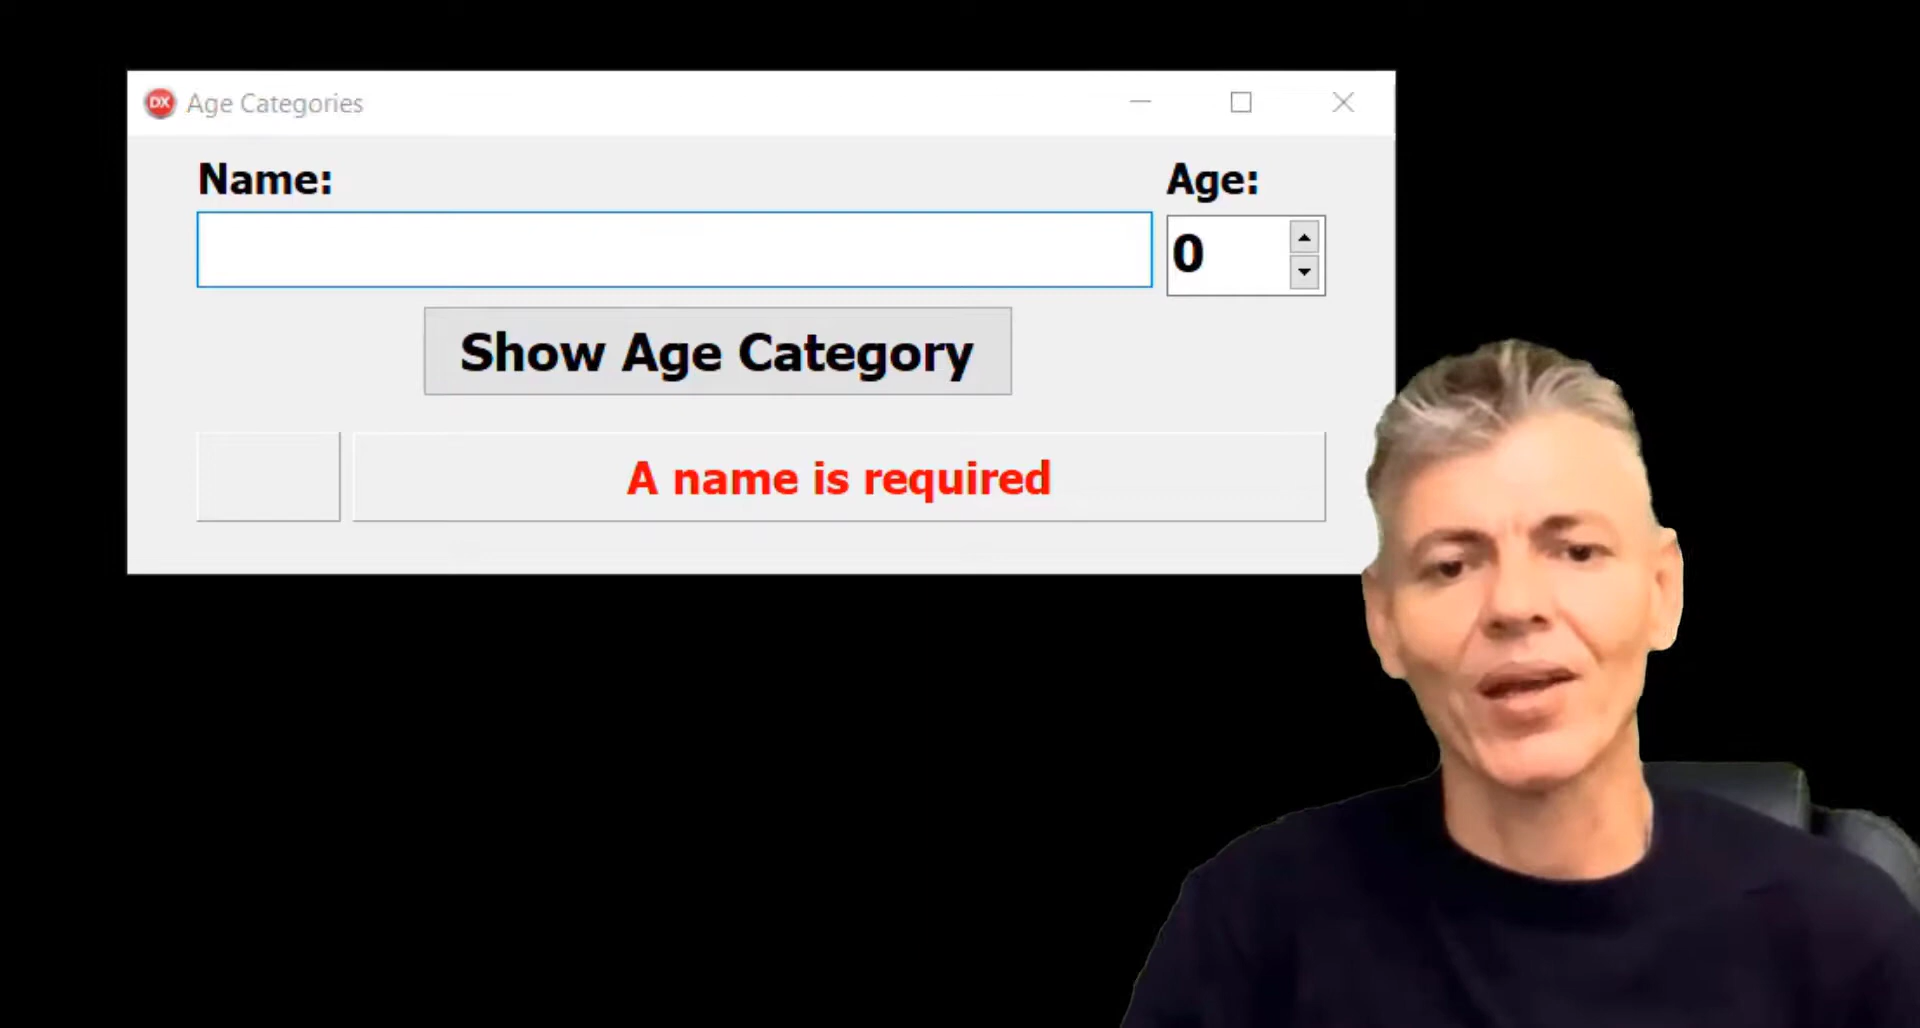 DX Age Categories
Name: Age:
0
Show Age Category
A name is required